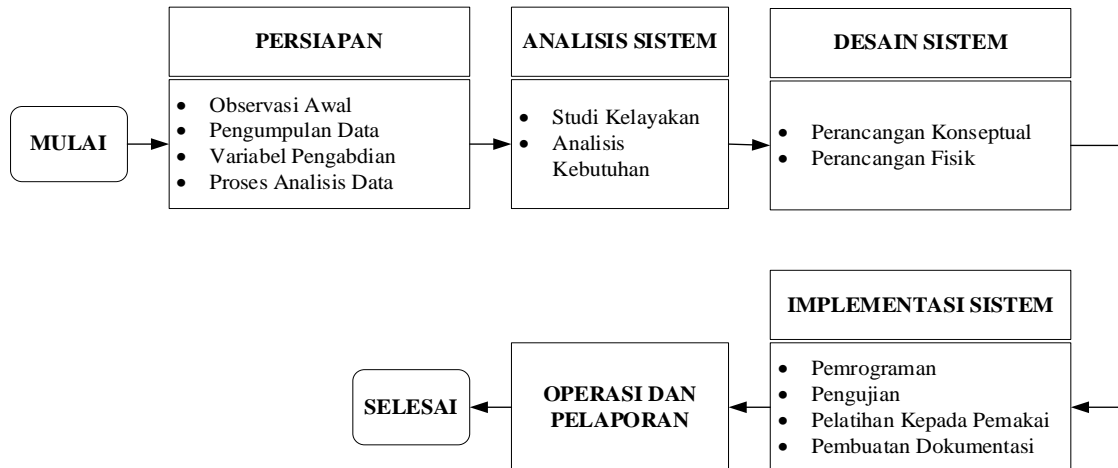 MULAI
PERSIAPAN
• Observasi Awal
• Pengumpulan Data
• Variabel Pengabdian
• Proses Analisis Data
ANALISIS SISTEM
• Studi Kelayakan
• Analisis
Kebutuhan
DESAIN SISTEM
• Perancangan Konseptual
• Perancangan Fisik
IMPLEMENTASI SISTEM
• Pemrograman
• Pengujian
• Pelatihan Kepada Pemakai
• Pembuatan Dokumentasi
OPERASI DAN
PELAPORAN
SELESAI